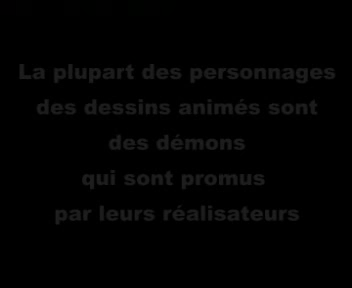 La plupart des personnages
des dessins animés sont
des démons
qui sont promus
par leurs réalisateurs